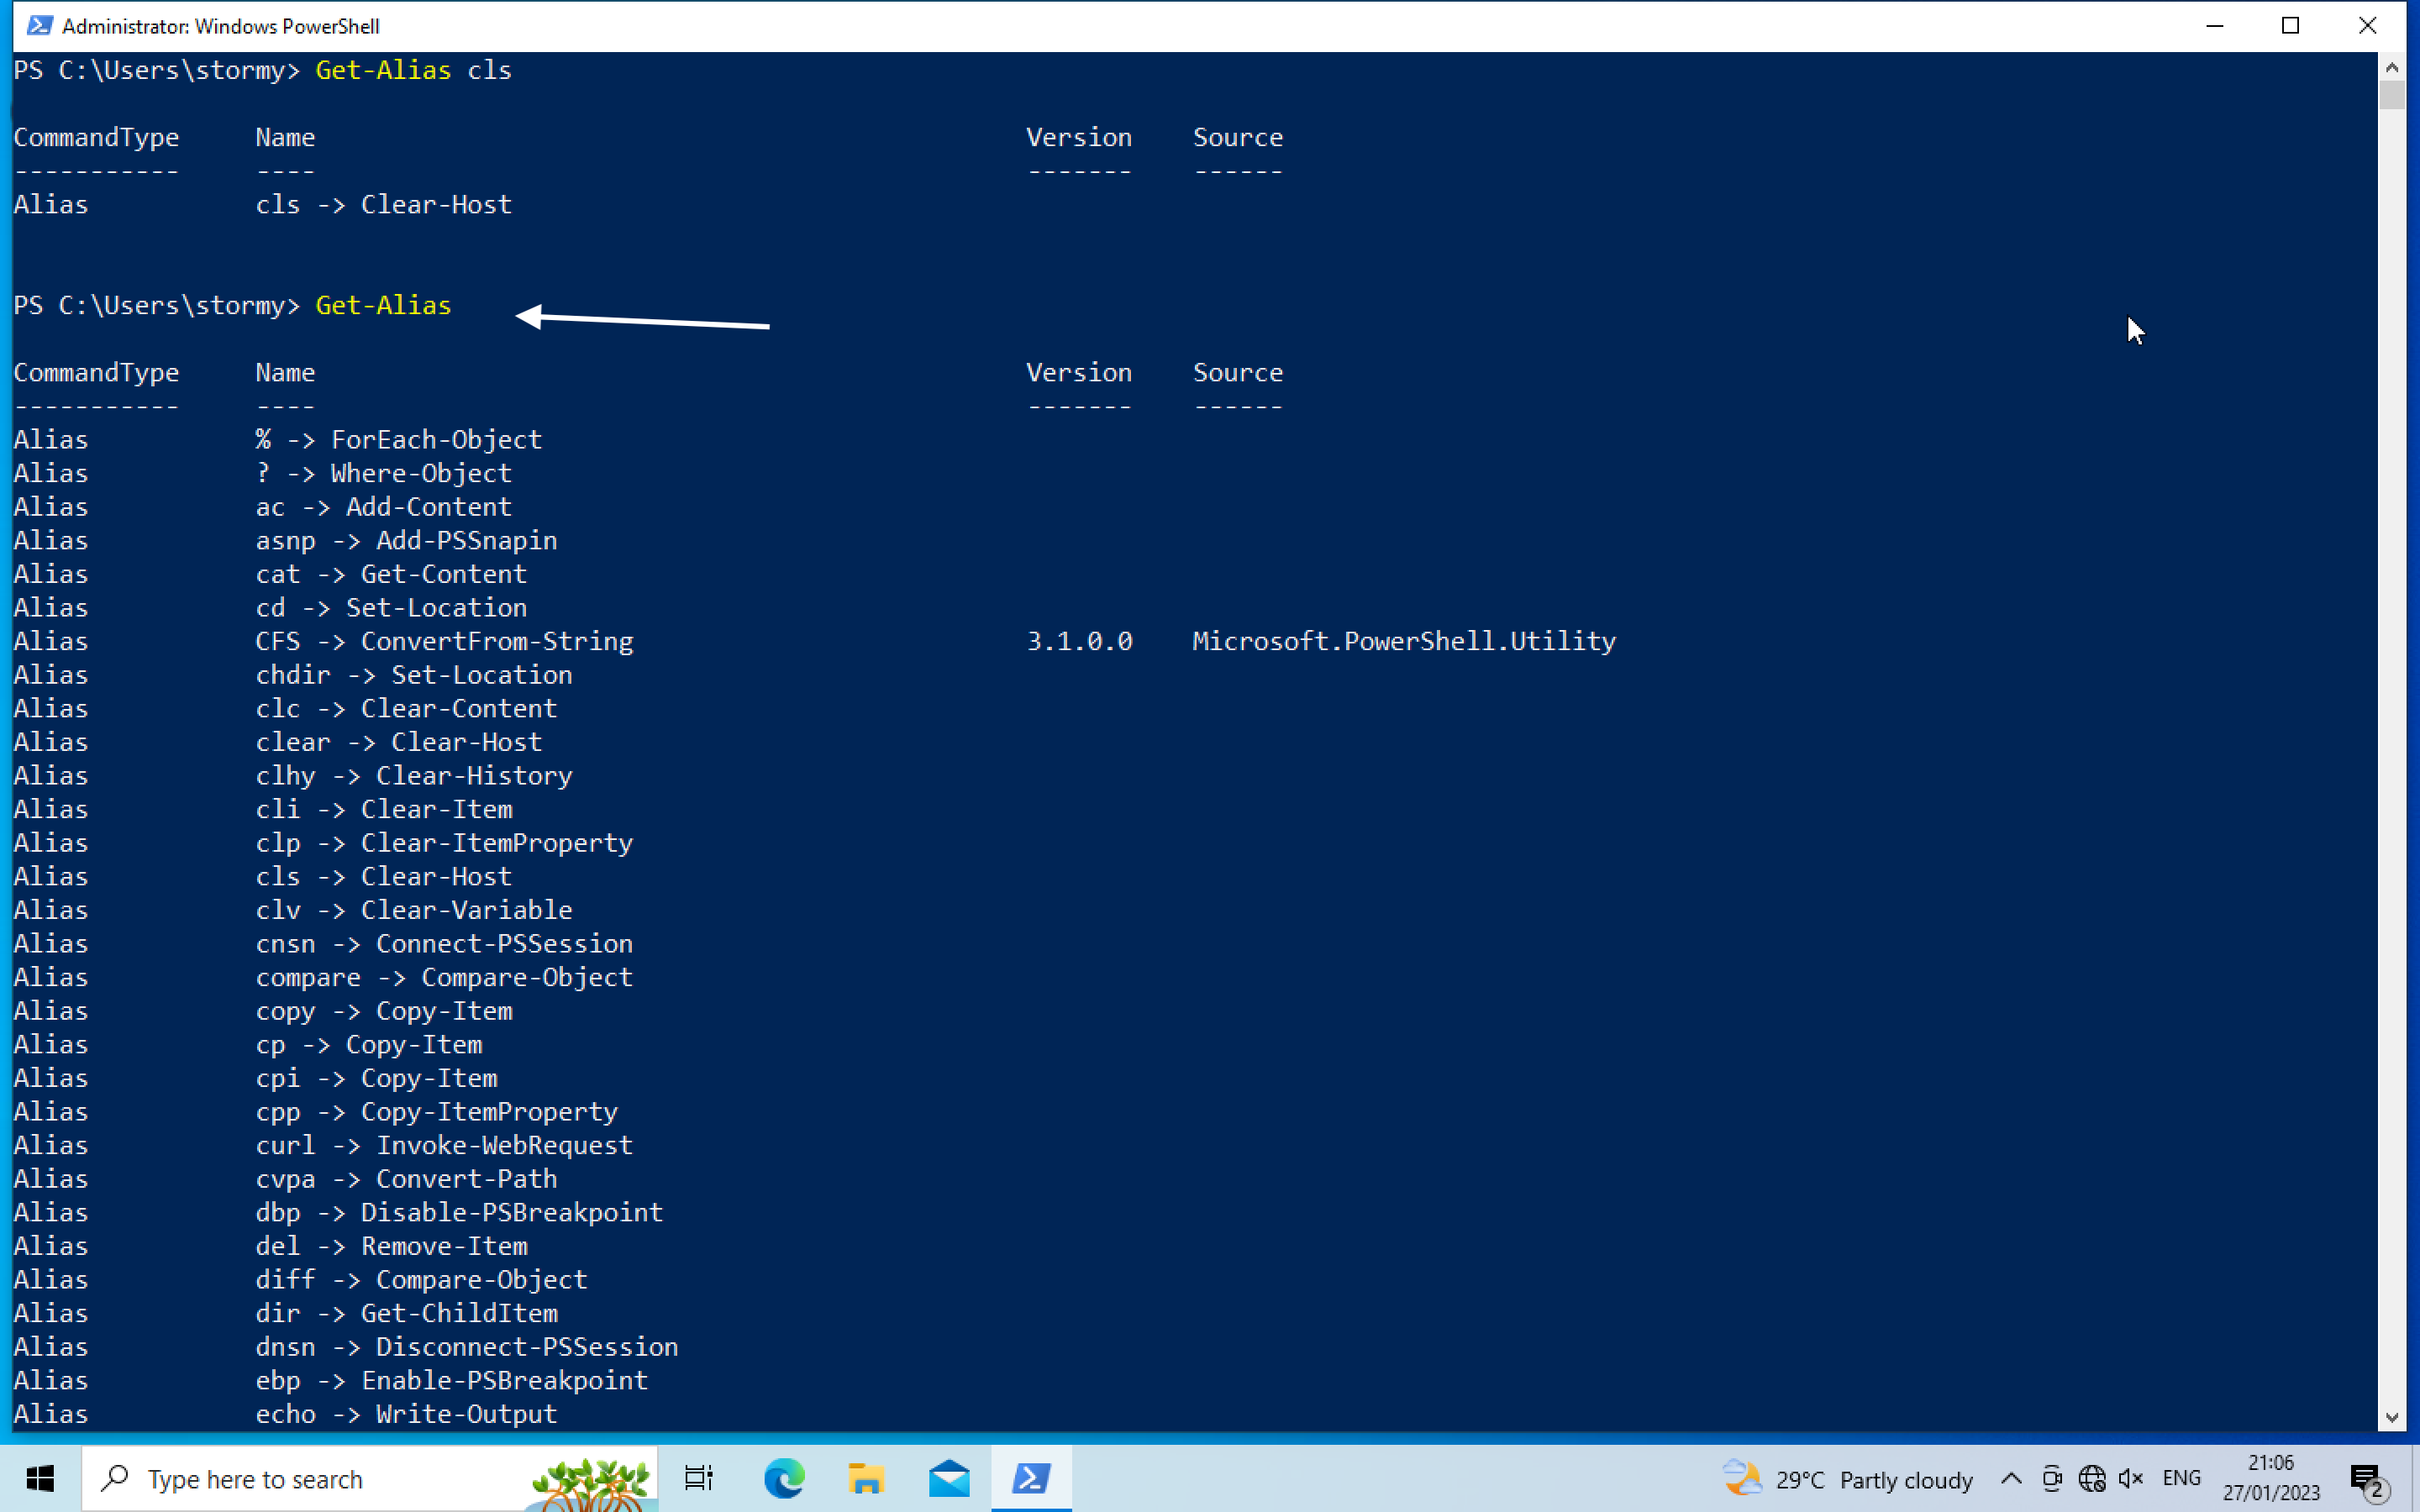 Administrator: Windows PowerShell
PS C:\Users\stormy> Get-Alias cls
CommandType     Name                                               Version    Source
-----------     ----                                               -------    ------
Alias           cls -> Clear-Host
PS C:\Users\stormy> Get-Alias
CommandType     Name                                               Version    Source
-----------     ----                                               -------    ------
Alias           % -> ForEach-Object
Alias           ? -> Where-Object
Alias           ac -> Add-Content
Alias           asnp -> Add-PSSnapin
Alias           cat -> Get-Content
Alias           cd -> Set-Location
Alias           CFS -> ConvertFrom-String                          3.1.0.0    Microsoft.PowerShell.Utility
Alias           chdir -> Set-Location
Alias           clc -> Clear-Content
Alias           clear -> Clear-Host
Alias           clhy -> Clear-History
Alias           cli -> Clear-Item
Alias           clp -> Clear-ItemProperty
Alias           cls -> Clear-Host
Alias           clv -> Clear-Variable
Alias           cnsn -> Connect-PSSession
Alias           compare -> Compare-Object
Alias           copy -> Copy-Item
Alias           cp -> Copy-Item
Alias           cpi -> Copy-Item
Alias           cpp -> Copy-ItemProperty
Alias           curl -> Invoke-WebRequest
Alias           cvpa -> Convert-Path
Alias           dbp -> Disable-PSBreakpoint
Alias           del -> Remove-Item
Alias           diff -> Compare-Object
Alias           dir -> Get-ChildItem
Alias           dnsn -> Disconnect-PSSession
Alias           ebp -> Enable-PSBreakpoint
Alias           echo -> Write-Output
Type here to search
29°C Partly cloudy
ENG
21:06
27/01/2023
2